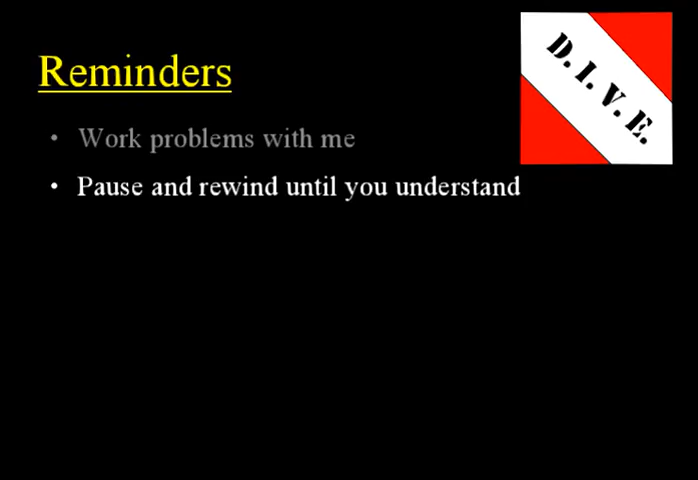 Reminders
D.I.V.E.
• Work problems with me
• Pause and rewind until you understand